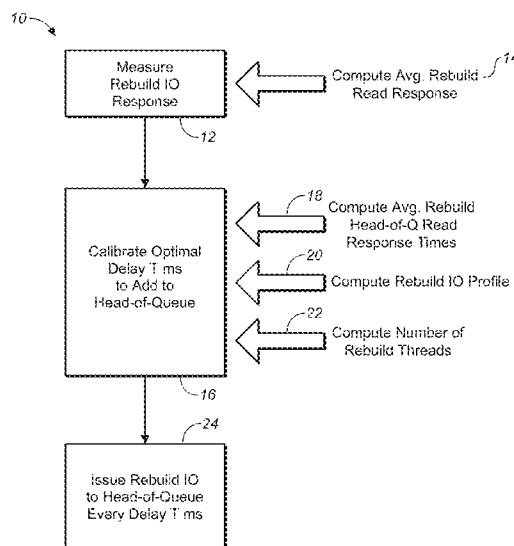 10
Measure
Rebuild IO
Response
12
Compute Avg. Rebuild
Read Response
14
Calibrate Optimal
Delay T ms
to Add to
Head-of-Queue
16
18
Compute Avg. Rebuild
Head-of-Q Read
Response Times
20
Compute Rebuild IO Profile
22
Compute Number of
Rebuild Threads
24
Issue Rebuild IO
to Head-of-Queue
Every Delay T ms